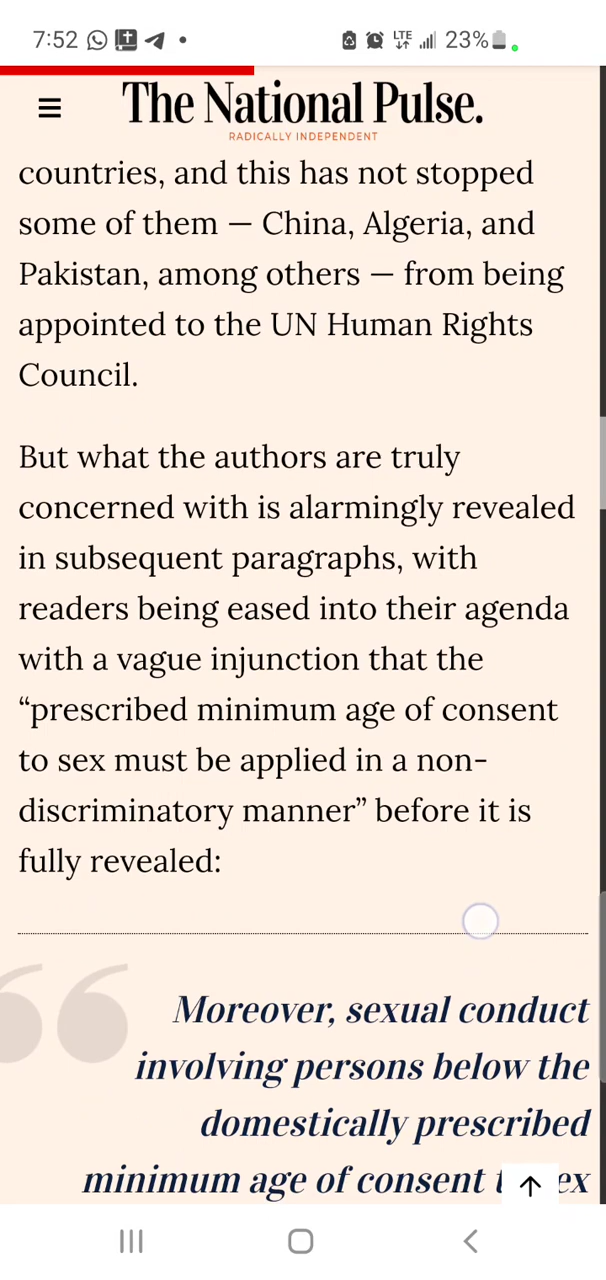 7:52
LTE
23%
The National Pulse.
RADICALLY INDEPENDENT
countries, and this has not stopped
some of them — China, Algeria, and
Pakistan, among others — from being
appointed to the UN Human Rights
Council.
But what the authors are truly
concerned with is alarmingly revealed
in subsequent paragraphs, with
readers being eased into their agenda
with a vague injunction that the
“prescribed minimum age of consent
to sex must be applied in a non-
discriminatory manner” before it is
fully revealed:
Moreover, sexual conduct
involving persons below the
domestically prescribed
minimum age of consent